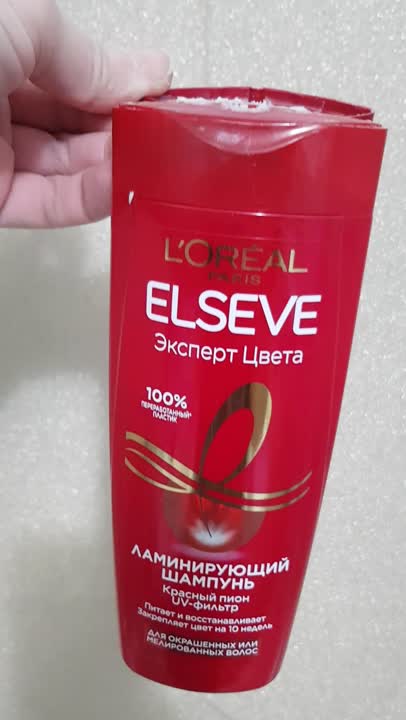 L'ORÉAL
PARIS
ELSEVE
Эксперт Цвета
100%
ПЕРЕРАБОТАННЫЙ*
ПЛАСТИК
ЛАМИНИРУЮЩИЙ
ШАМПУНЬ
Красный пион
UV-фильтр
Питает и восстанавливает
Закрепляет цвет на 10 недель
ДЛЯ ОКРАШЕННЫХ ИЛИ
МЕЛИРОВАННЫХ ВОЛОС